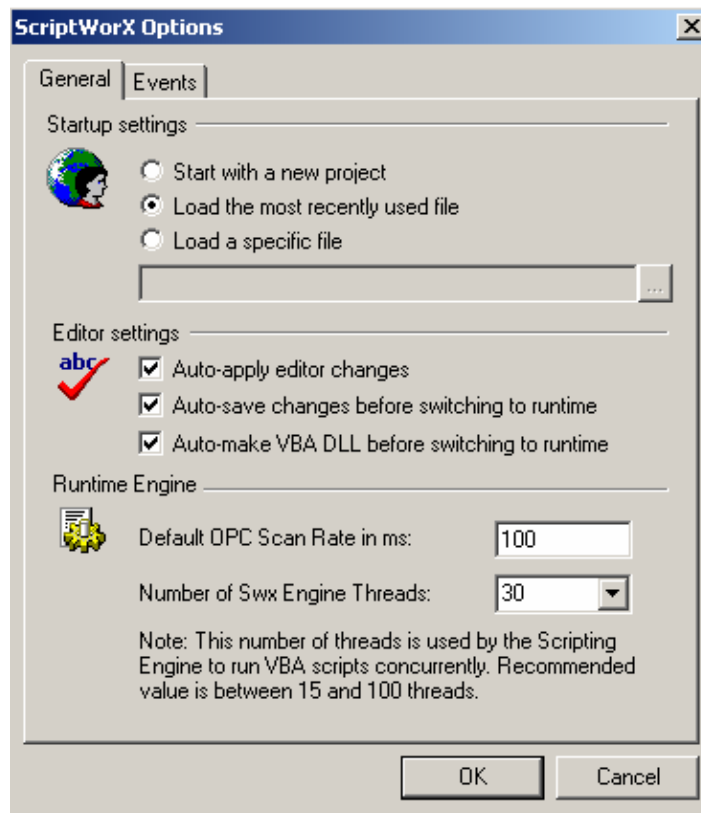 ScriptWorX Options
General Events
Startup settings
Start with a new project
Load the most recently used file
Load a specific file
...
Editor settings
abc
Auto-apply editor changes
Auto-save changes before switching to runtime
Auto-make VBA DLL before switching to runtime
Runtime Engine
Default OPC Scan Rate in ms: 100
Number of Swx Engine Threads: 30
Note: This number of threads is used by the Scripting
Engine to run VBA scripts concurrently. Recommended
value is between 15 and 100 threads.
OK Cancel